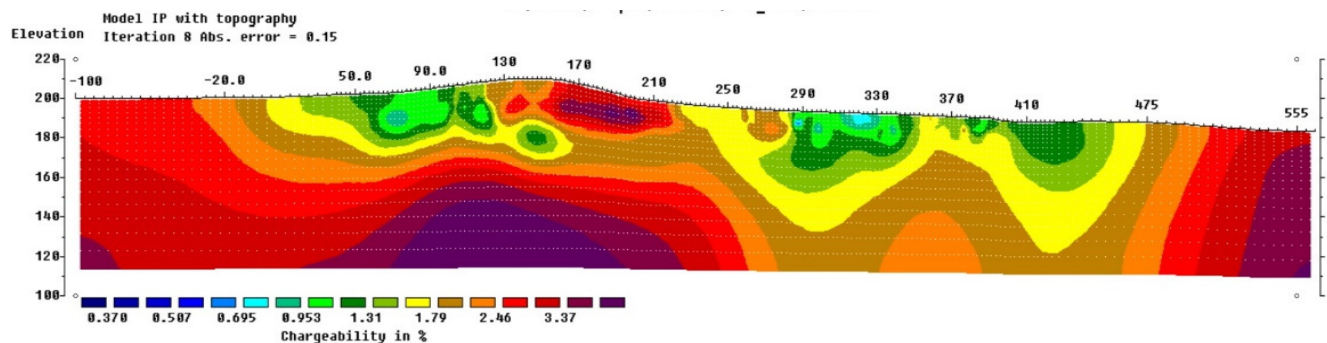 Model IP with topography
Elevation Iteration 8 Abs. error = 0.15
220
-100 -20.0 50.0 90.0 130 170 210 250 290 330 370 410 475 555
200
180
160
140
120
100
0.370 0.507 0.695 0.953 1.31 1.79 2.46 3.37
Chargeability in %